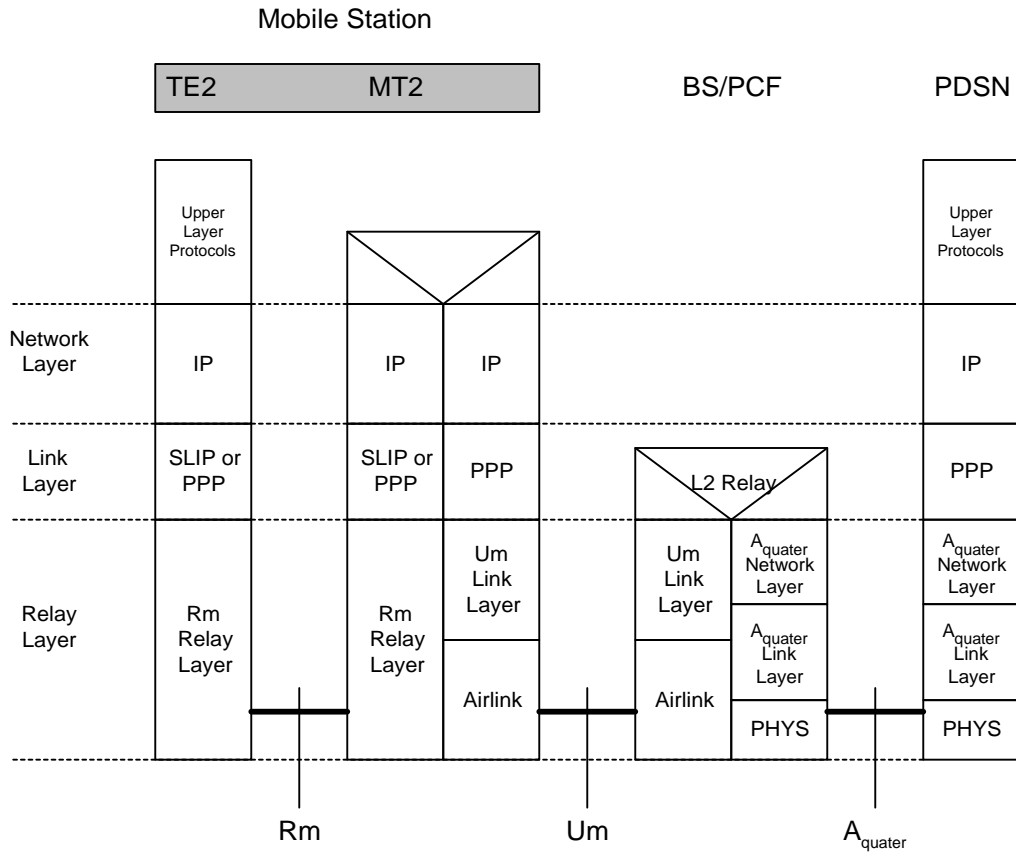 Mobile Station
TE2 MT2 BS/PCF PDSN
Upper
Layer
Protocols
Upper
Layer
Protocols
Network
Layer
IP
IP
IP
IP
Link
Layer
SLIP or
PPP
SLIP or
PPP
PPP
L2 Relay
PPP
Relay
Layer
Rm
Relay
Layer
Rm
Relay
Layer
Um
Link
Layer
Airlink
Um
Link
Layer
Airlink
Aquater
Network
Layer
Aquater
Link
Layer
PHYS
Aquater
Network
Layer
Aquater
Link
Layer
PHYS
Rm Um Aquater